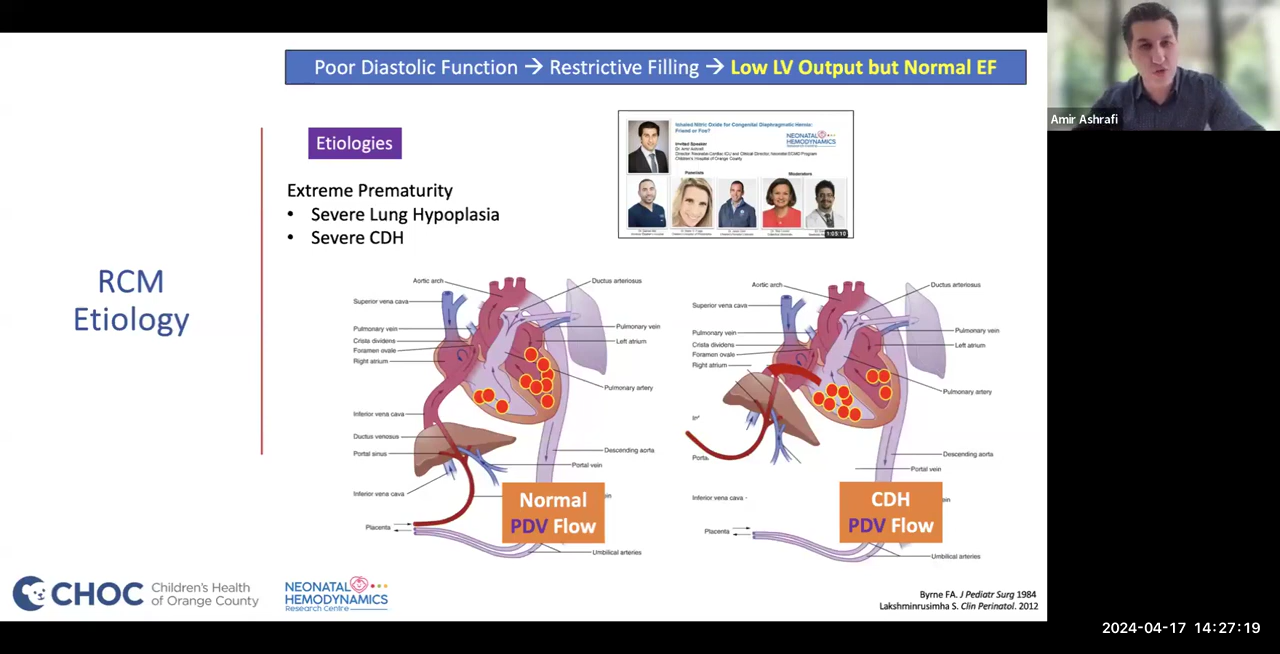 Poor Diastolic Function → Restrictive Filling → Low LV Output but Normal EF
Amir Ashrafi
Etiologies
Inhaled Nitric Oxide for Congenital Diaphragmatic Hernia:
Friend or Foe?
Invited Speaker
Dr. Amir Ashrafi
Director Neonatal Cardiac ICU and Clinical Director, Neonatal ECMO Program
Children's Hospital of Orange County
NEONATAL
HEMODYNAMICS
Panelists
Moderators
1:05:10
Extreme Prematurity
• Severe Lung Hypoplasia
• Severe CDH
RCM
Etiology
Aortic arch
Ductus arteriosus
Superior vena cava
Pulmonary vein
Pulmonary vein
Crista dividens
Foramen ovale
Left atrium
Right atrium
Pulmonary artery
Inferior vena cava
Ductus venosus
Portal sinus
Descending aorta
Portal vein
Inferior vena cava
Placenta
Umbilical arteries
Normal
PDV Flow
Aortic arch
Ductus arteriosus
Superior vena cava
Pulmonary vein
Pulmonary vein
Crista dividens
Foramen ovale
Left atrium
Right atrium
Pulmonary artery
Descending aorta
Portal vein
Inferior vena cava
Placenta
Umbilical arteries
CDH
PDV Flow
CHOC Children's Health
of Orange County
NEONATAL
HEMODYNAMICS
Research Centre
Byrne FA. J Pediatr Surg 1984
Lakshminrusimha S. Clin Perinatol. 2012
2024-04-17 14:27:19